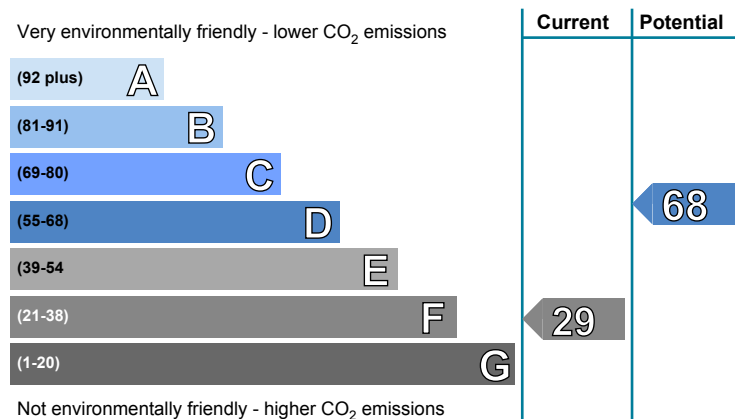 Very environmentally friendly - lower CO₂ emissions
Current
Potential
(92 plus) A
(81-91) B
(69-80) C
(55-68) D
68
(39-54 E
(21-38) F
29
(1-20) G
Not environmentally friendly - higher CO₂ emissions